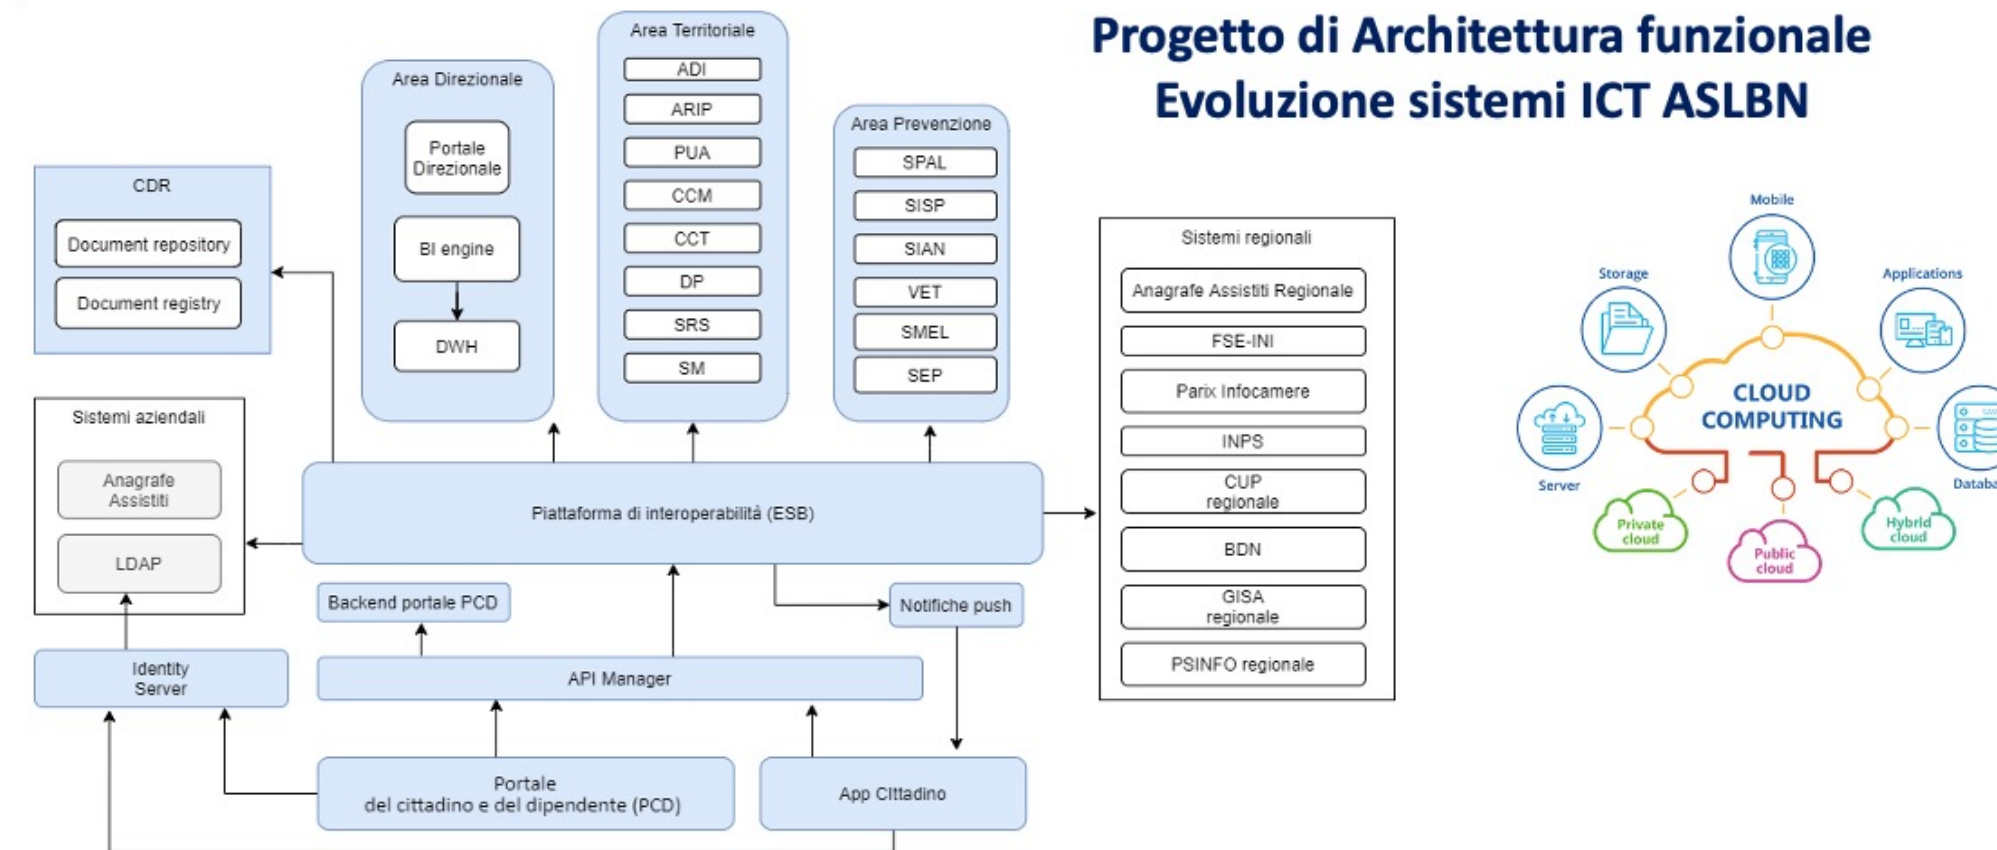 Progetto di Architettura funzionale
Evoluzione sistemi ICT ASLBN
CDR
Document repository
Document registry
Area Direzionale
Portale
Direzionale
BI engine
DWH
Area Territoriale
ADI
ARIP
PUA
CCM
CCT
DP
SRS
SM
Area Prevenzione
SPAL
SISP
SIAN
VET
SMEL
SEP
Sistemi regionali
Anagrafe Assistiti Regionale
FSE-INI
Parix Infocamere
INPS
CUP
regionale
BDN
GISA
regionale
PSINFO regionale
Sistemi aziendali
Anagrafe
Assistiti
LDAP
Piattaforma di interoperabilità (ESB)
Backend portale PCD
Notifiche push
Identity
Server
API Manager
Portale
del cittadino e del dipendente (PCD)
App CIttadino
Mobile
Storage
Applications
CLOUD
COMPUTING
Server
Databa
Private
cloud
Public
cloud
Hybrid
cloud